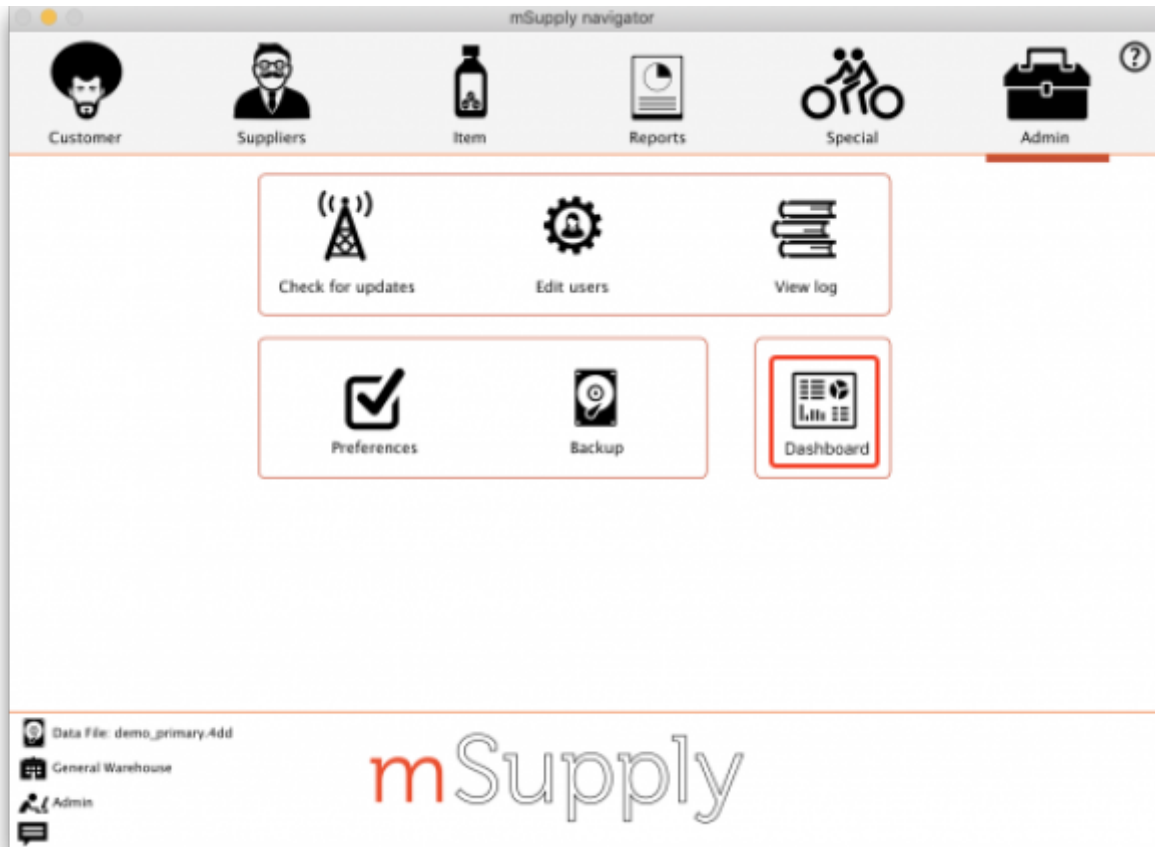 mSupply navigator
Customer Suppliers Item Reports Special Admin
Check for updates Edit users View log
Preferences Backup Dashboard
Data File: demo_primary.4dd
General Warehouse
Admin
mSupply